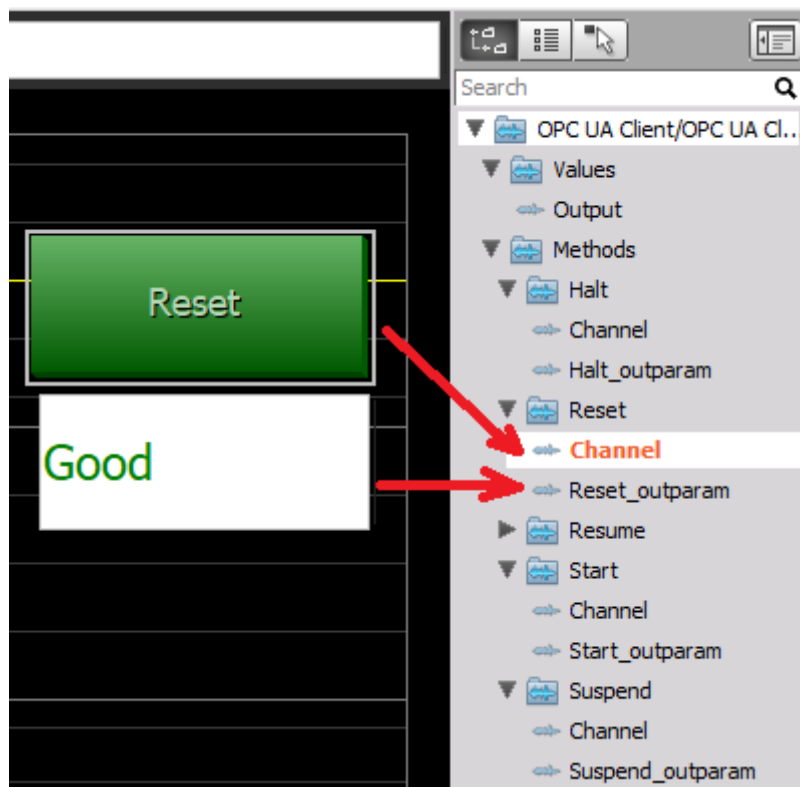 Search
OPC UA Client/OPC UA Cl...
Values
Output
Methods
Halt
Channel
Halt_outparam
Reset
Channel
Reset_outparam
Resume
Start
Channel
Start_outparam
Suspend
Channel
Suspend_outparam
Reset
Good